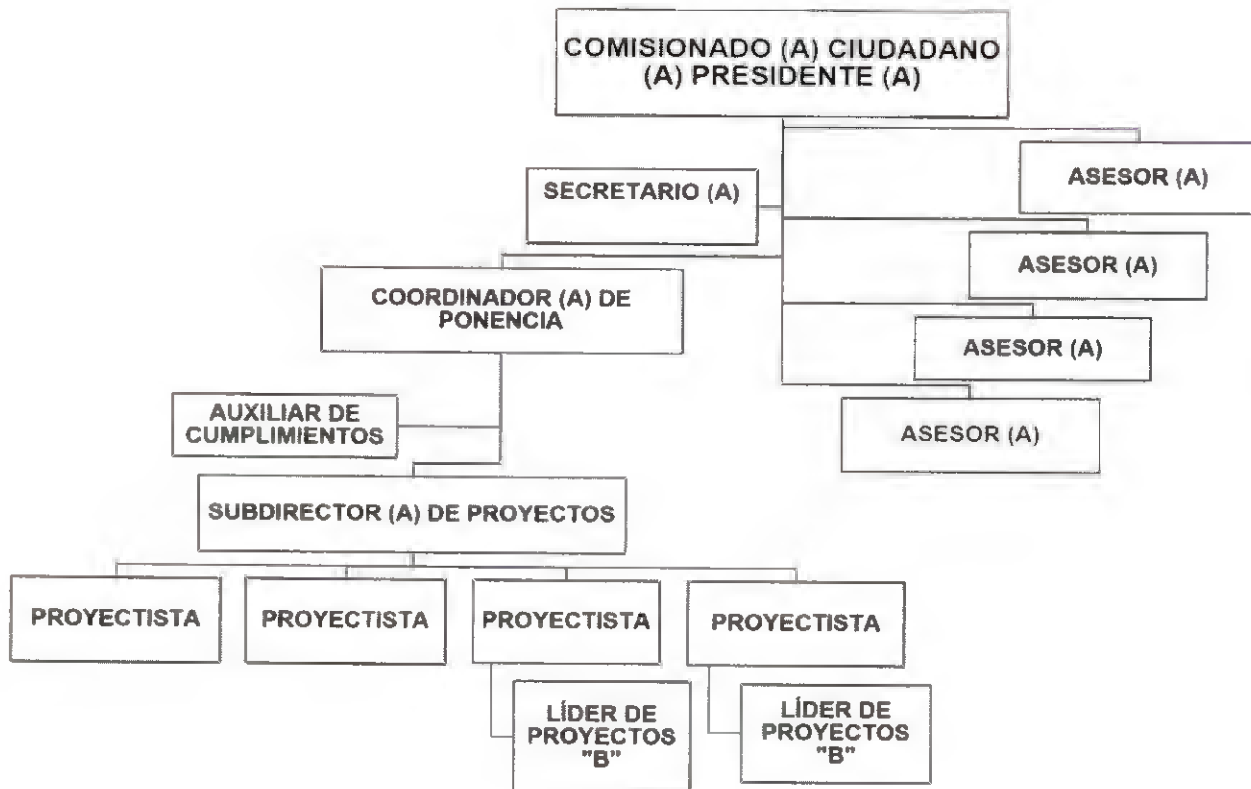 COMISIONADO (A) CIUDADANO
(A) PRESIDENTE (A)
ASESOR (A)
SECRETARIO (A)
ASESOR (A)
COORDINADOR (A) DE
PONENCIA
ASESOR (A)
AUXILIAR DE
CUMPLIMIENTOS
ASESOR (A)
SUBDIRECTOR (A) DE PROYECTOS
PROYECTISTA
PROYECTISTA
PROYECTISTA
PROYECTISTA
LÍDER DE
PROYECTOS
"B"
LÍDER DE
PROYECTOS
"B"